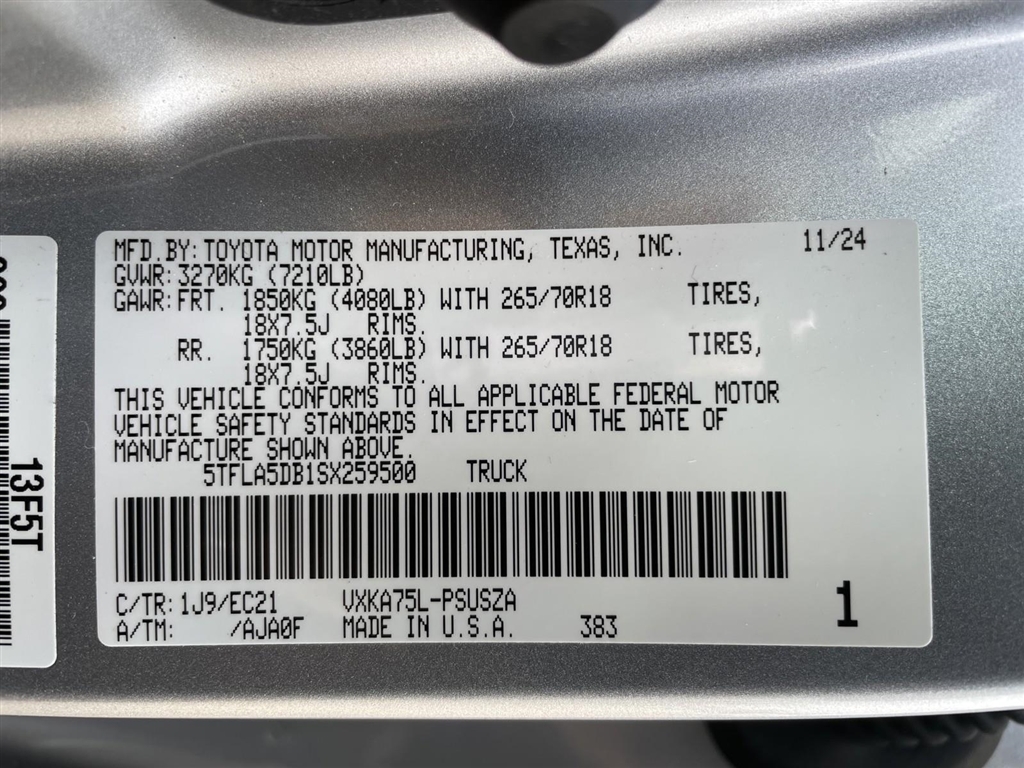 MFD.BY: TOYOTA MOTOR MANUFACTURING, TEXAS, INC. 11/24
GVWR: 3270KG (7210LB)
GAWR: FRT. 1850KG (4080LB) WITH 265/70R18 TIRES,
18X7.5J RIMS.
RR. 1750KG (3860LB) WITH 265/70R18 TIRES,
18X7.5J RIMS.
THIS VEHICLE CONFORMS TO ALL APPLICABLE FEDERAL MOTOR
VEHICLE SAFETY STANDARDS IN EFFECT ON THE DATE OF
MANUFACTURE SHOWN ABOVE.
5TFLA5DB1SX259500 TRUCK
C/TR: 1J9/EC21 VXKA75L-PSUSZA
A/TM: /AJA0F MADE IN U.S.A. 383
1
13F5T